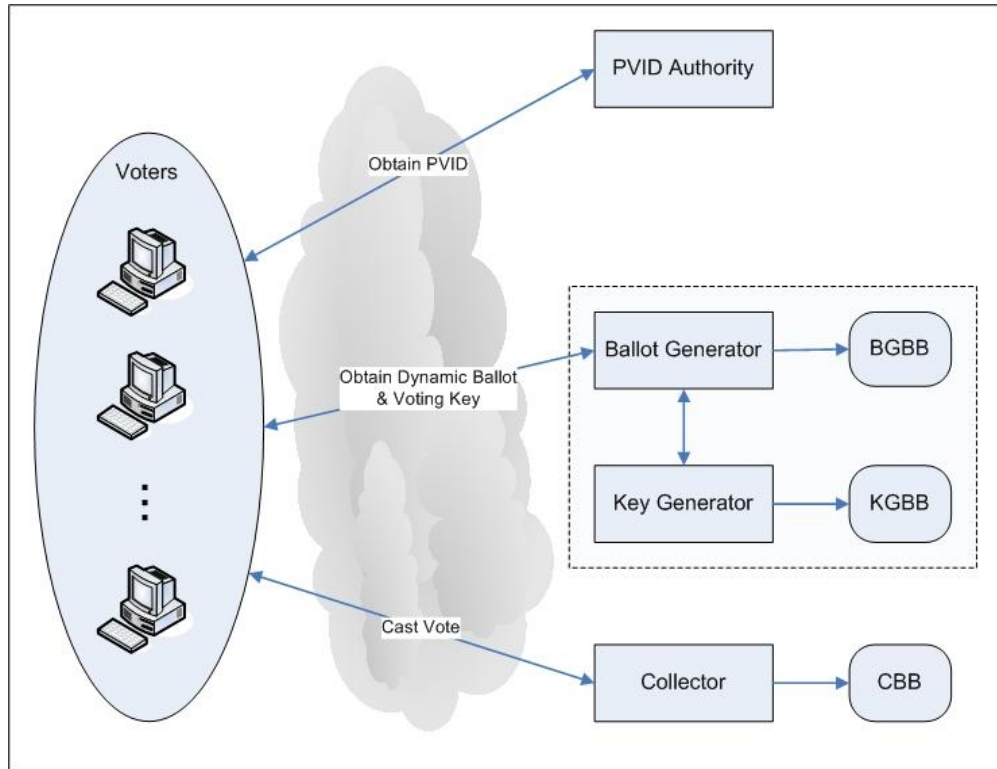 PVID Authority
Voters
Obtain PVID
Ballot Generator
BGBB
Obtain Dynamic Ballot
& Voting Key
Key Generator
KGBB
Cast Vote
Collector
CBB